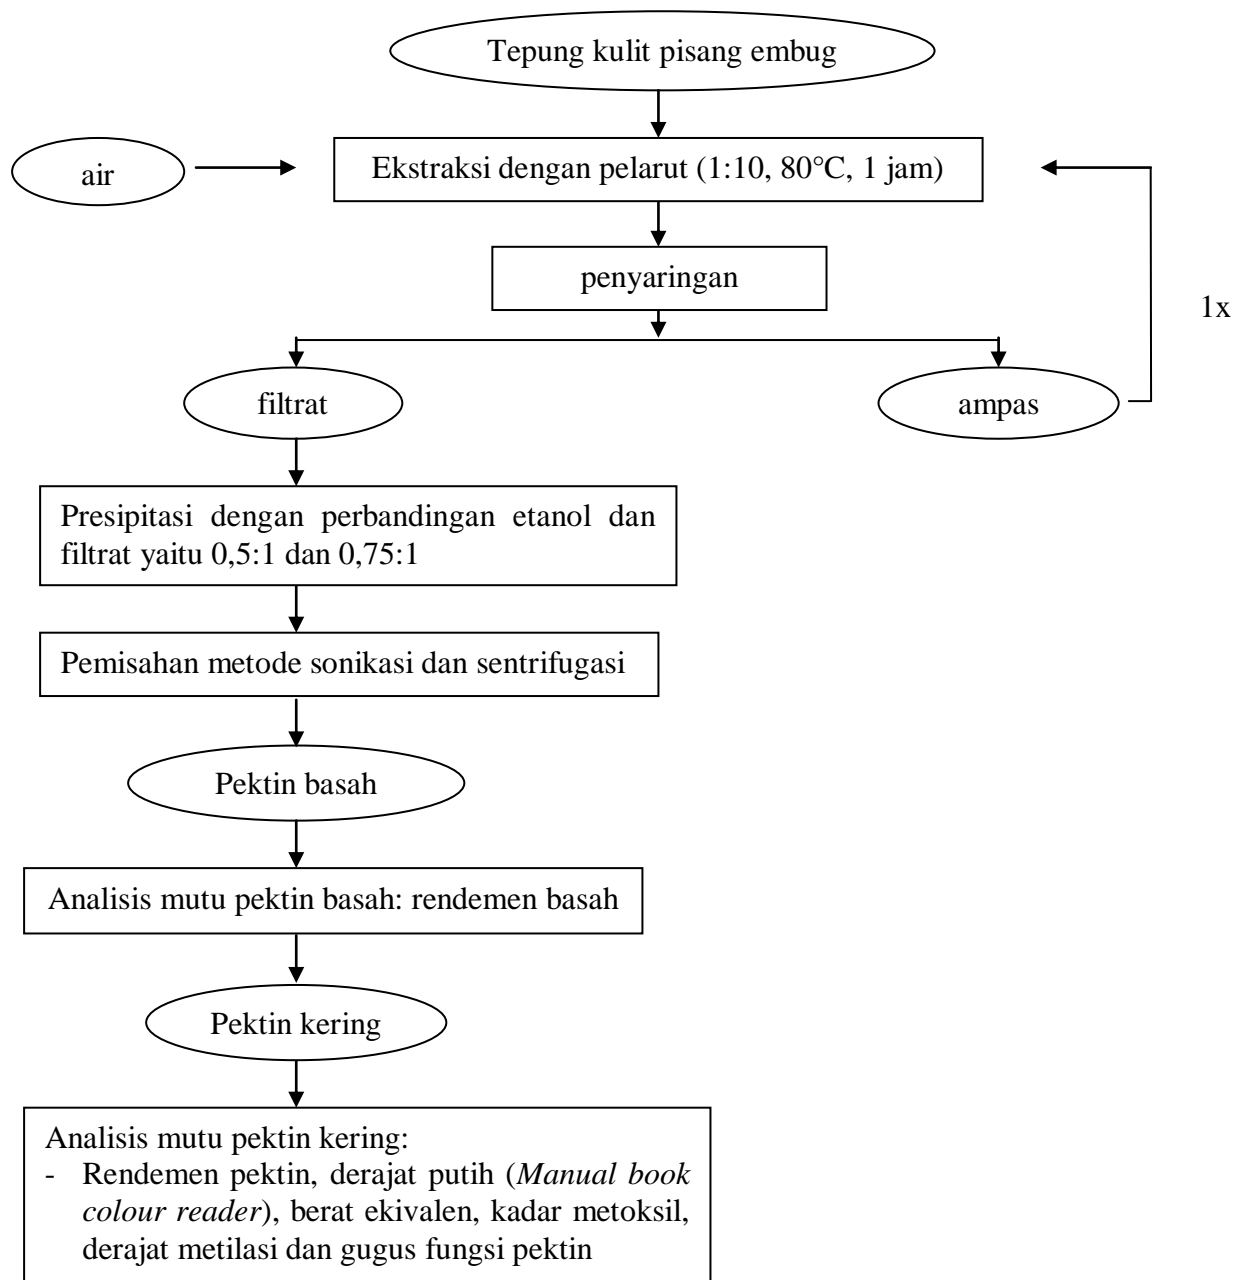 Tepung kulit pisang embug
air
Ekstraksi dengan pelarut (1:10, 80°C, 1 jam)
penyaringan
1x
filtrat
ampas
Presipitasi dengan perbandingan etanol dan
filtrat yaitu 0,5:1 dan 0,75:1
Pemisahan metode sonikasi dan sentrifugasi
Pektin basah
Analisis mutu pektin basah: rendemen basah
Pektin kering
Analisis mutu pektin kering:
- Rendemen pektin, derajat putih (Manual book
colour reader), berat ekivalen, kadar metoksil,
derajat metilasi dan gugus fungsi pektin